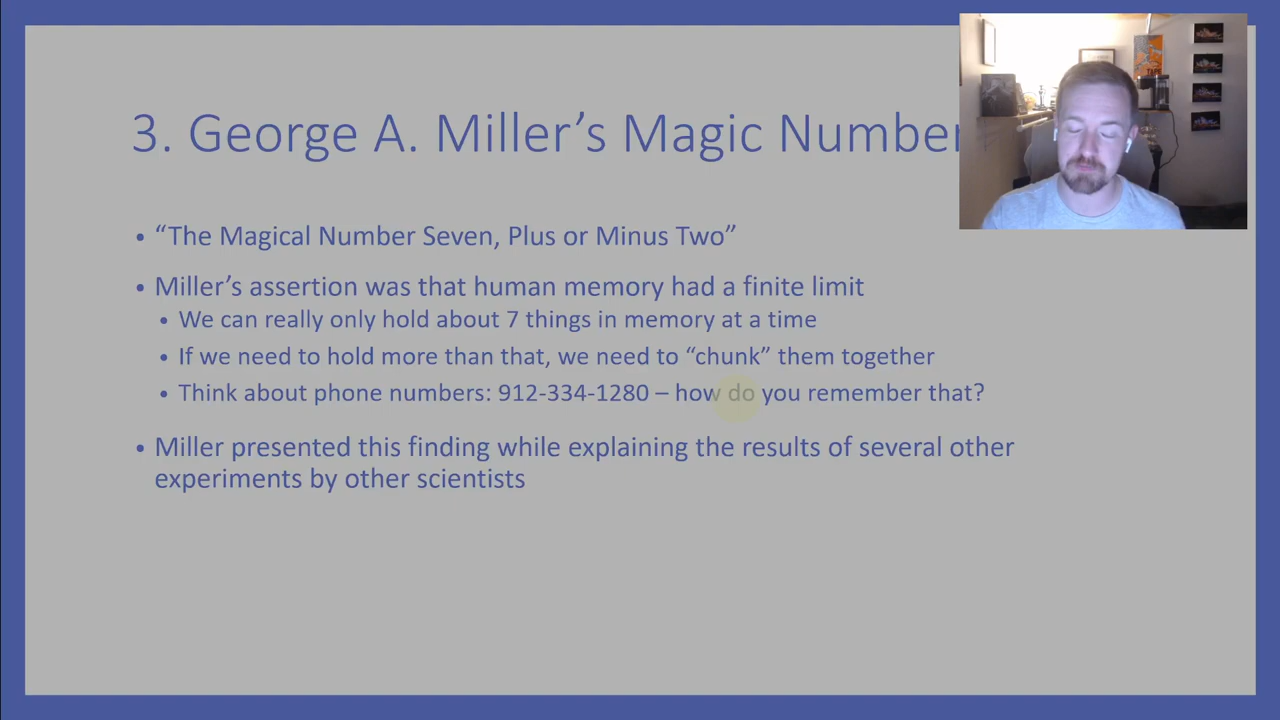 3. George A. Miller’s Magic Number
• “The Magical Number Seven, Plus or Minus Two”
• Miller’s assertion was that human memory had a finite limit
• We can really only hold about 7 things in memory at a time
• If we need to hold more than that, we need to “chunk” them together
• Think about phone numbers: 912-334-1280 – how do you remember that?
• Miller presented this finding while explaining the results of several other
experiments by other scientists